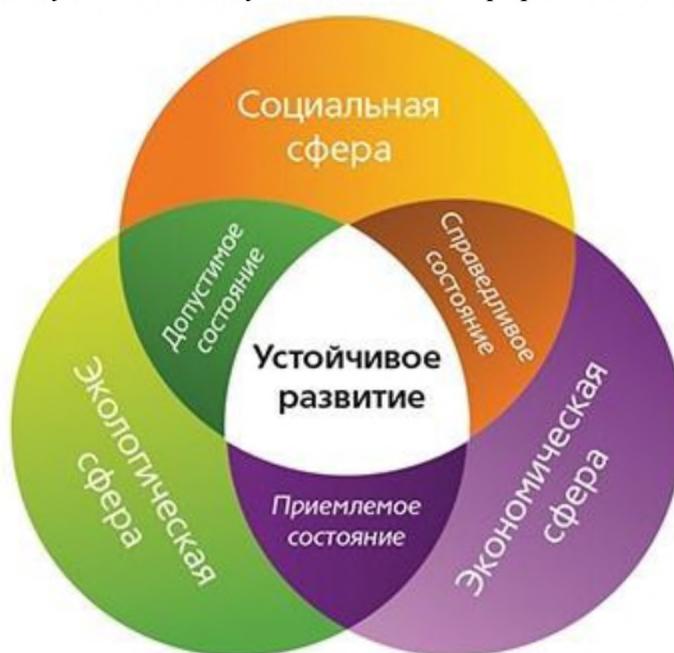 Социальная
сфера
Допустимое
состояние
Справедливое
состояние
Устойчивое
развитие
Экологическая
сфера
Приемлемое
состояние
Экономическая
сфера